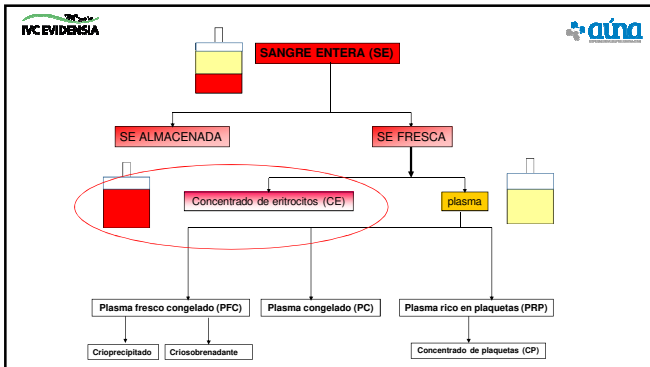 IVC EVIDENSIA
aúna
SANGRE ENTERA (SE)
SE ALMACENADA
SE FRESCA
Concentrado de eritrocitos (CE)
plasma
Plasma fresco congelado (PFC)
Plasma congelado (PC)
Plasma rico en plaquetas (PRP)
Crioprecipitado
Criosobrenadante
Concentrado de plaquetas (CP)